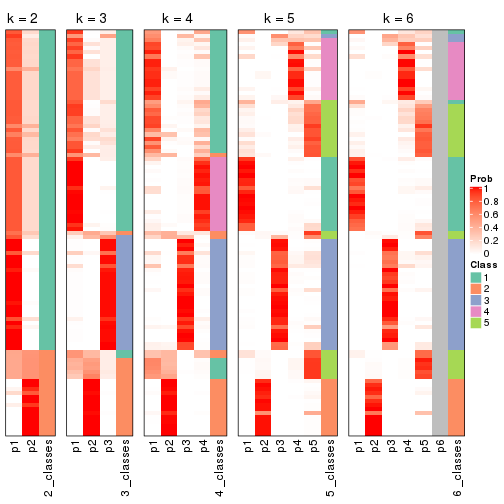 k = 2
k = 3
k = 4
k = 5
k = 6
Prob
1
0.8
0.6
0.4
0.2
0
Class
1
2
3
4
5
p1
p2
2_classes
p1
p2
p3
3_classes
p1
p2
p3
p4
4_classes
p1
p2
p3
p4
p5
5_classes
p1
p2
p3
p4
p5
p6
6_classes